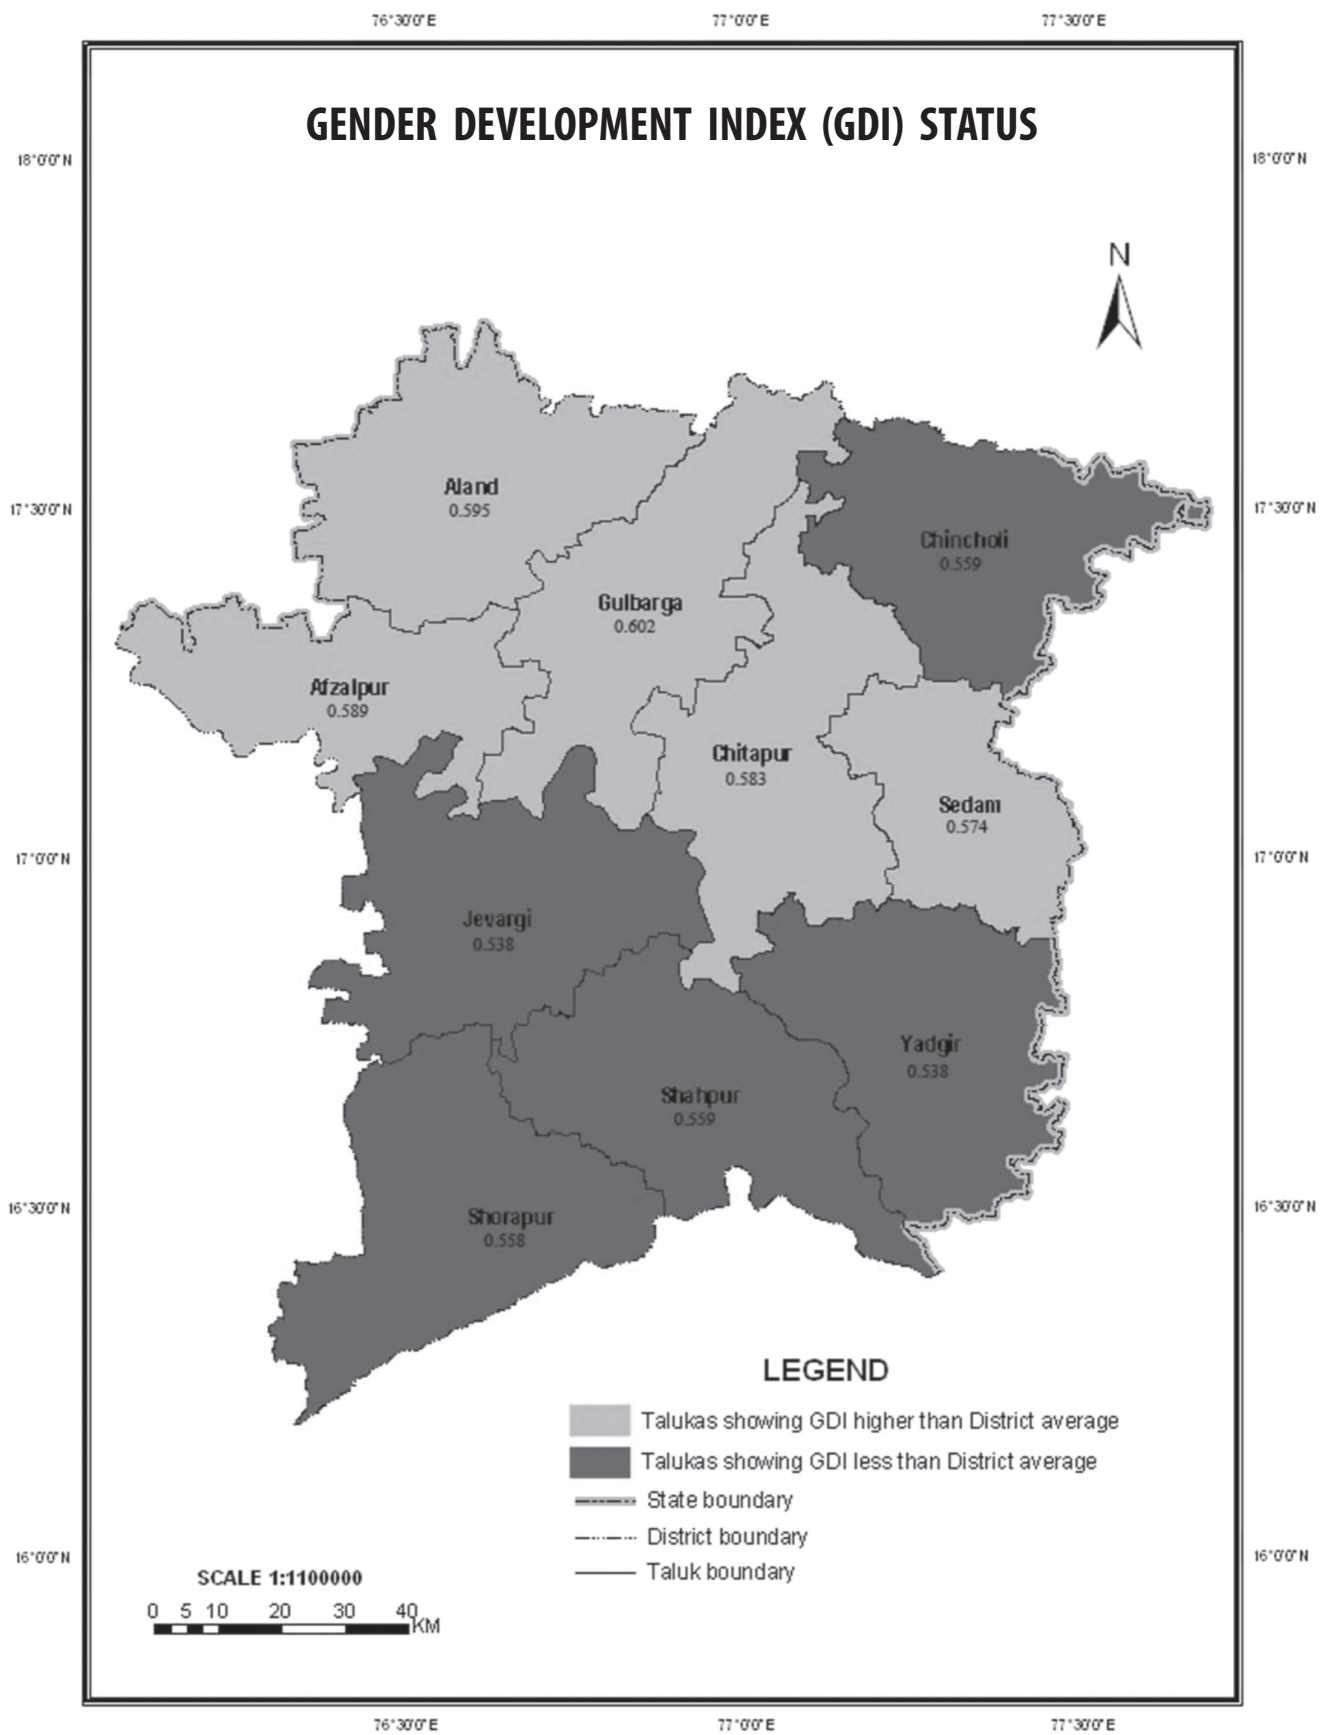 76°30'0"E 77°0'0"E 77°30'0"E
GENDER DEVELOPMENT INDEX (GDI) STATUS
18°0'0"N 18°0'0"N
N
Aland
0.595
17°30'0"N 17°30'0"N
Chincholi
0.559
Gulbarga
0.602
Afzalpur
0.589
Chitapur
0.583
Sedam
0.574
17°0'0"N 17°0'0"N
Jevargi
0.538
Yadgir
0.538
Shahpur
0.559
16°30'0"N 16°30'0"N
Shorapur
0.558
LEGEND
Talukas showing GDI higher than District average
Talukas showing GDI less than District average
State boundary
District boundary
Taluk boundary
16°0'0"N 16°0'0"N
SCALE 1:1100000
0 5 10 20 30 40
KM
76°30'0"E 77°0'0"E 77°30'0"E